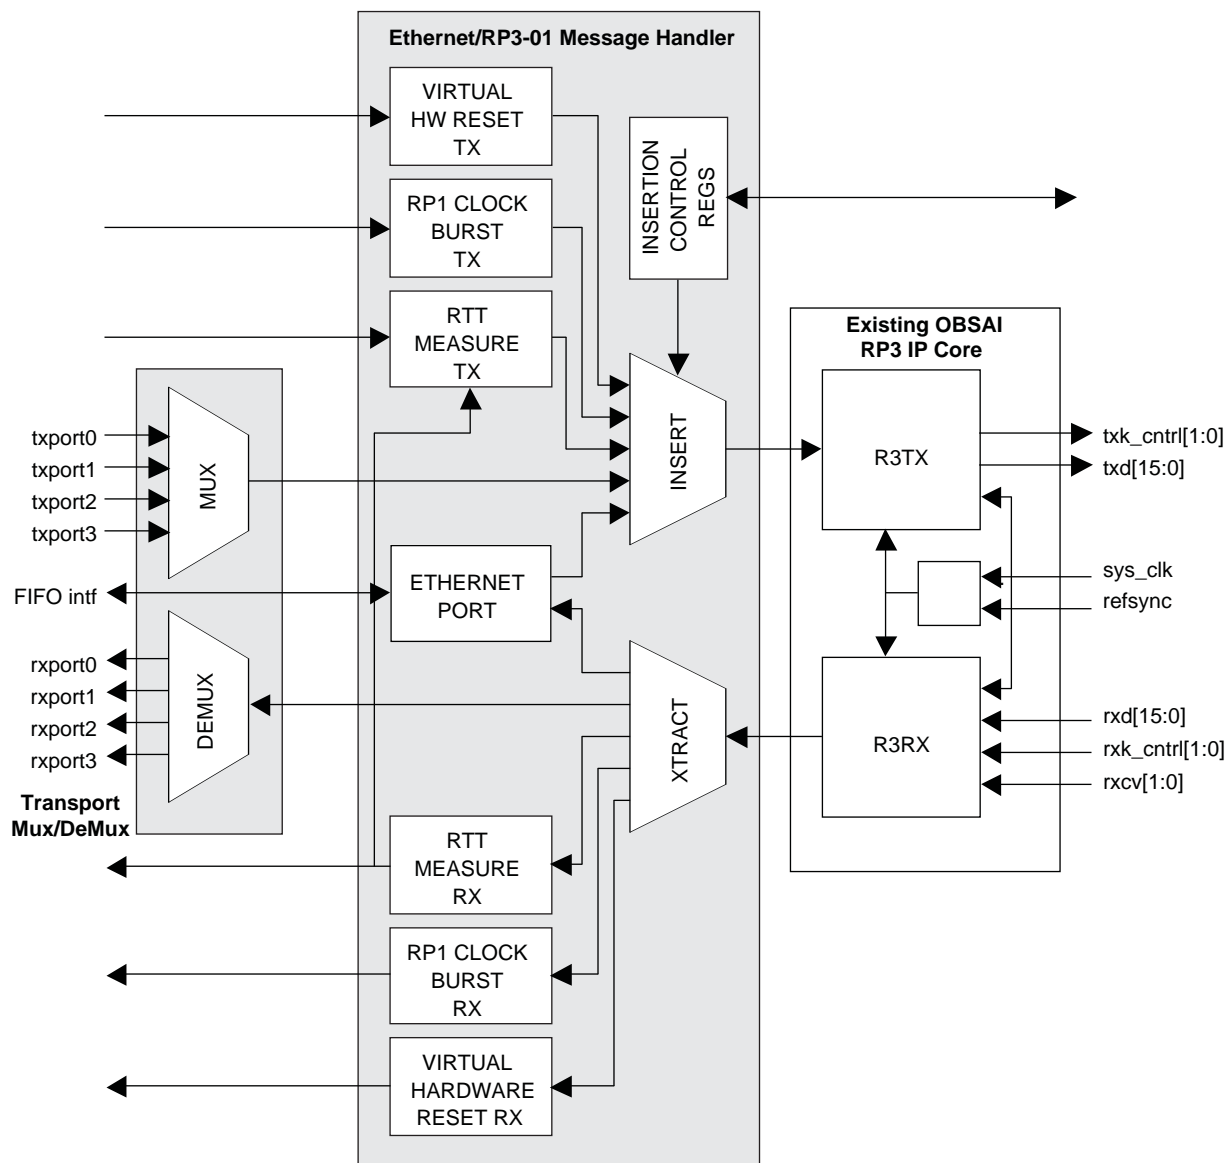 Ethernet/RP3-01 Message Handler
VIRTUAL
HW RESET
TX
INSERTION
CONTROL
REGS
RP1 CLOCK
BURST
TX
RTT
MEASURE
TX
Existing OBSAI
RP3 IP Core
txport0
txport1
txport2
txport3
MUX
INSERT
R3TX
txk_cntrl[1:0]
txd[15:0]
FIFO intf
ETHERNET
PORT
sys_clk
refsync
rxport0
rxport1
rxport2
rxport3
DEMUX
XTRACT
R3RX
rxd[15:0]
rxk_cntrl[1:0]
rxcv[1:0]
Transport
Mux/DeMux
RTT
MEASURE
RX
RP1 CLOCK
BURST
RX
VIRTUAL
HARDWARE
RESET RX